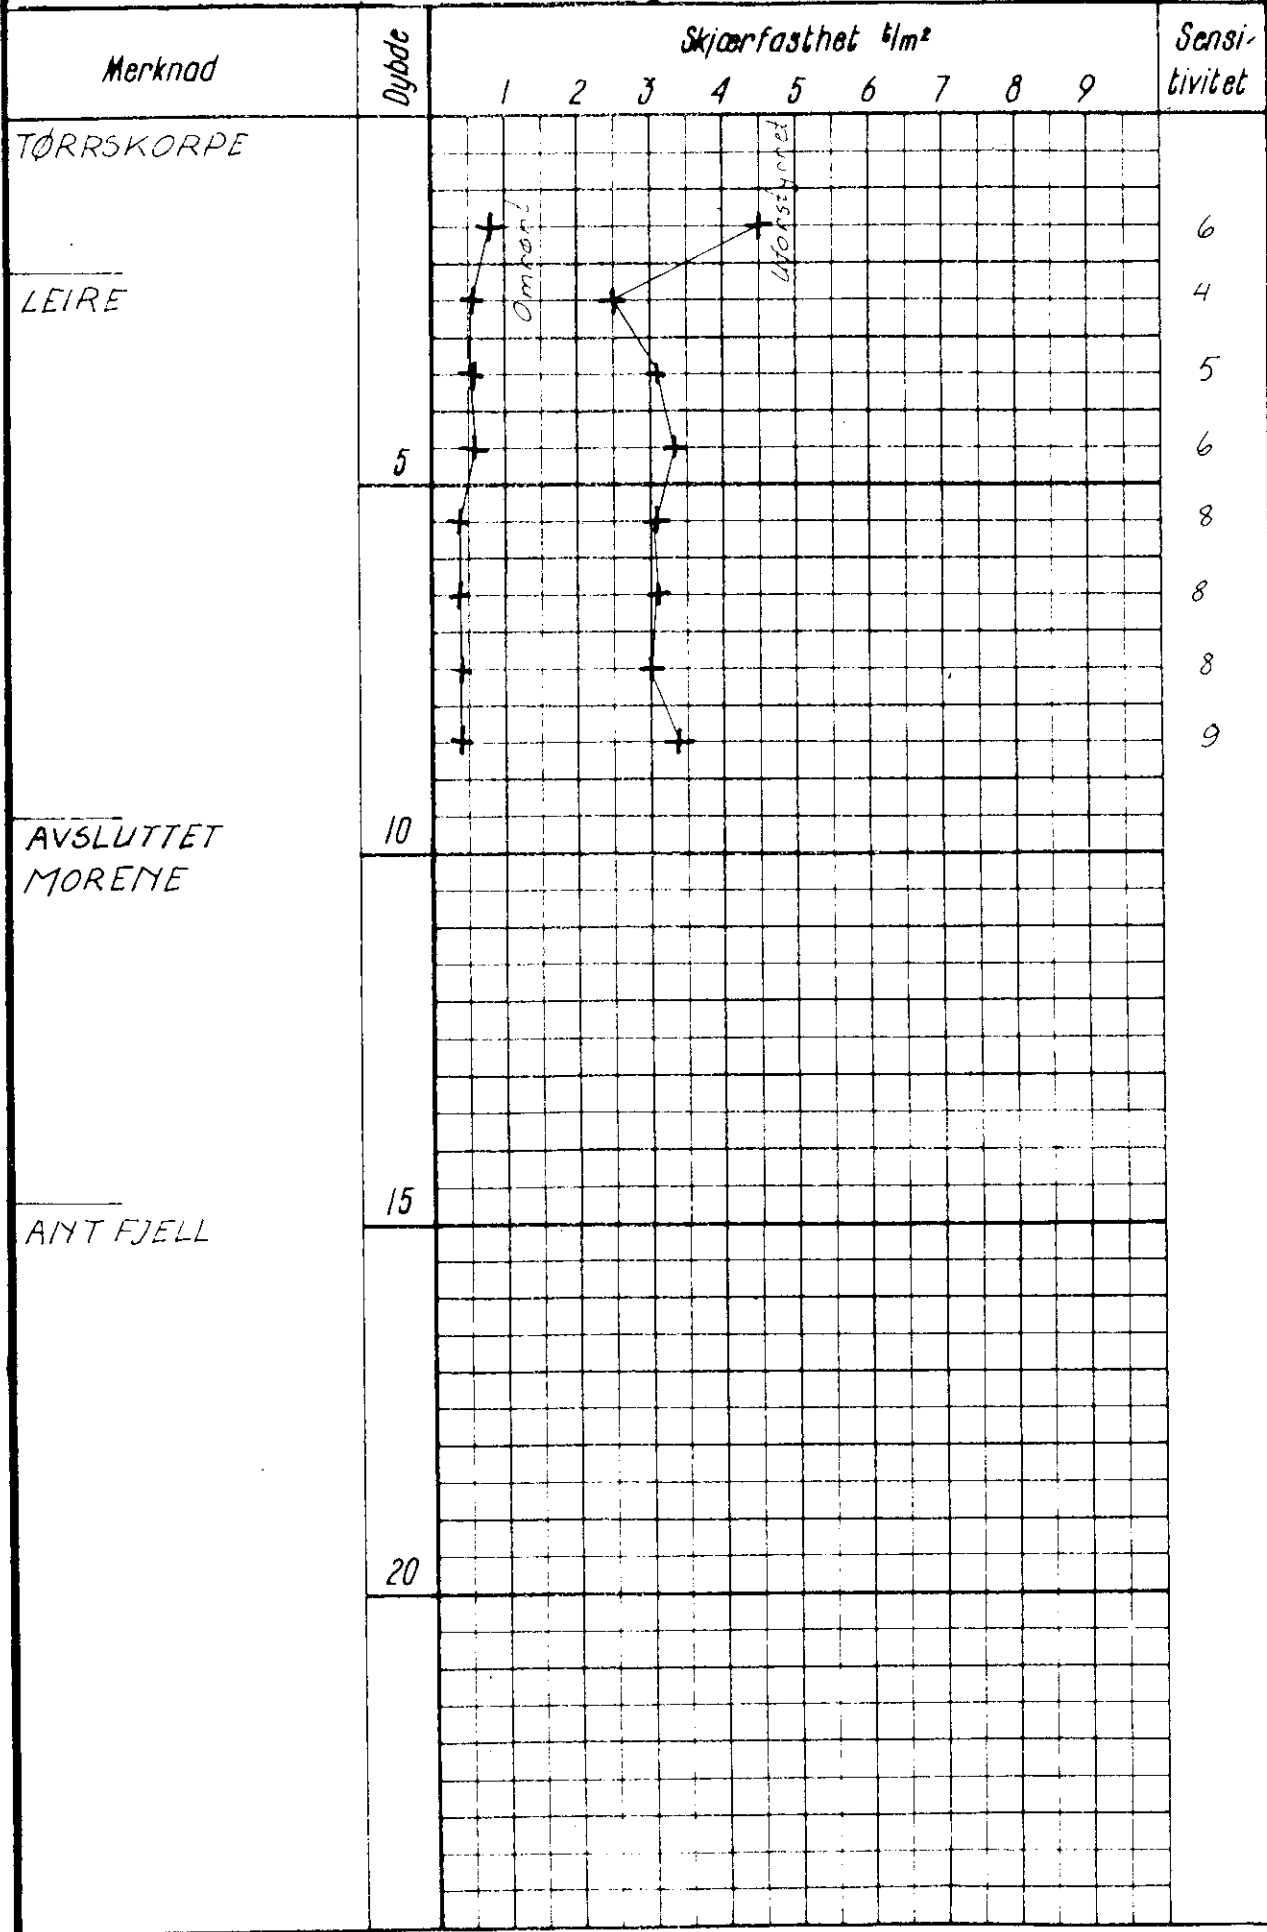 Merknad
Dybde
Skjærfasthet t/m²
Sensi-
tivitet
1 2 3 4 5 6 7 8 9
TØRRSKORPE
Omrørt
Uforstyrret
6
LEIRE
4
5
6
5
8
8
8
9
AVSLUTTET
MORENE
10
15
ANT FJELL
20